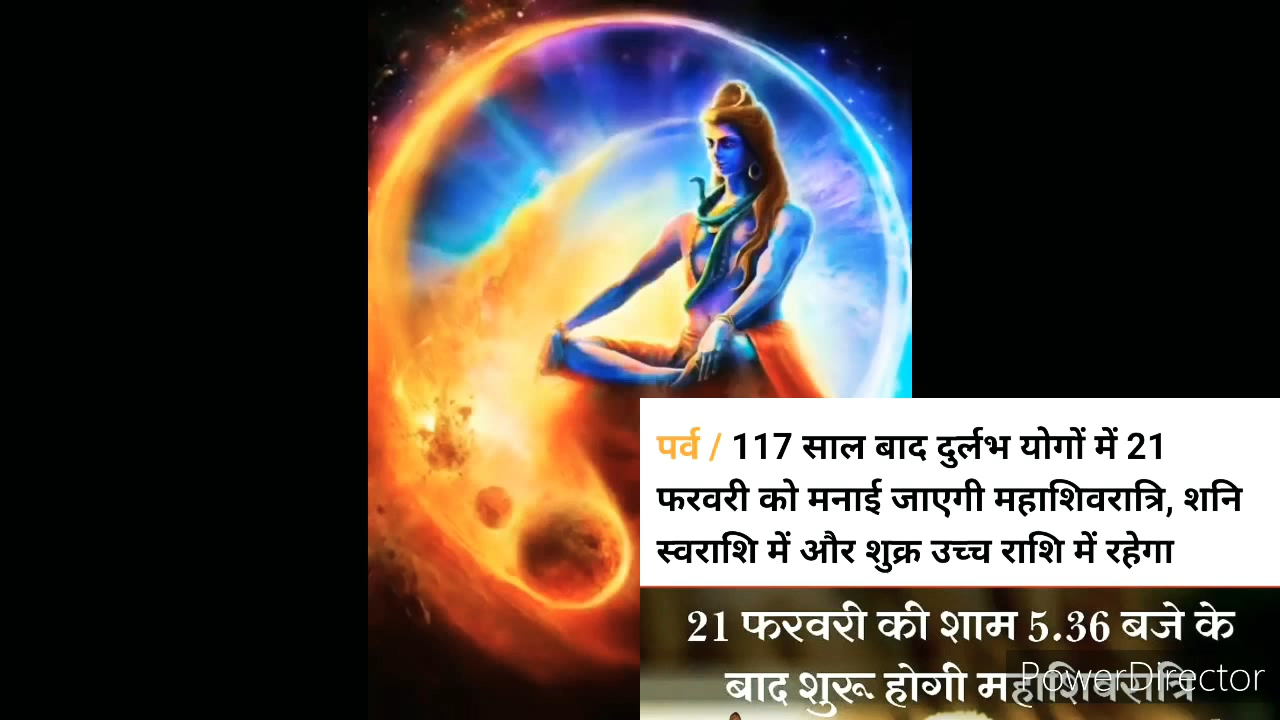 पर्व / 117 साल बाद दुर्लभ योगों में 21
फरवरी को मनाई जाएगी महाशिवरात्रि, शनि
स्वराशि में और शुक्र उच्च राशि में रहेगा
21 फरवरी की शाम 5.36 बजे के
बाद शुरू होगी महाशिवरात्रि
PowerDirector